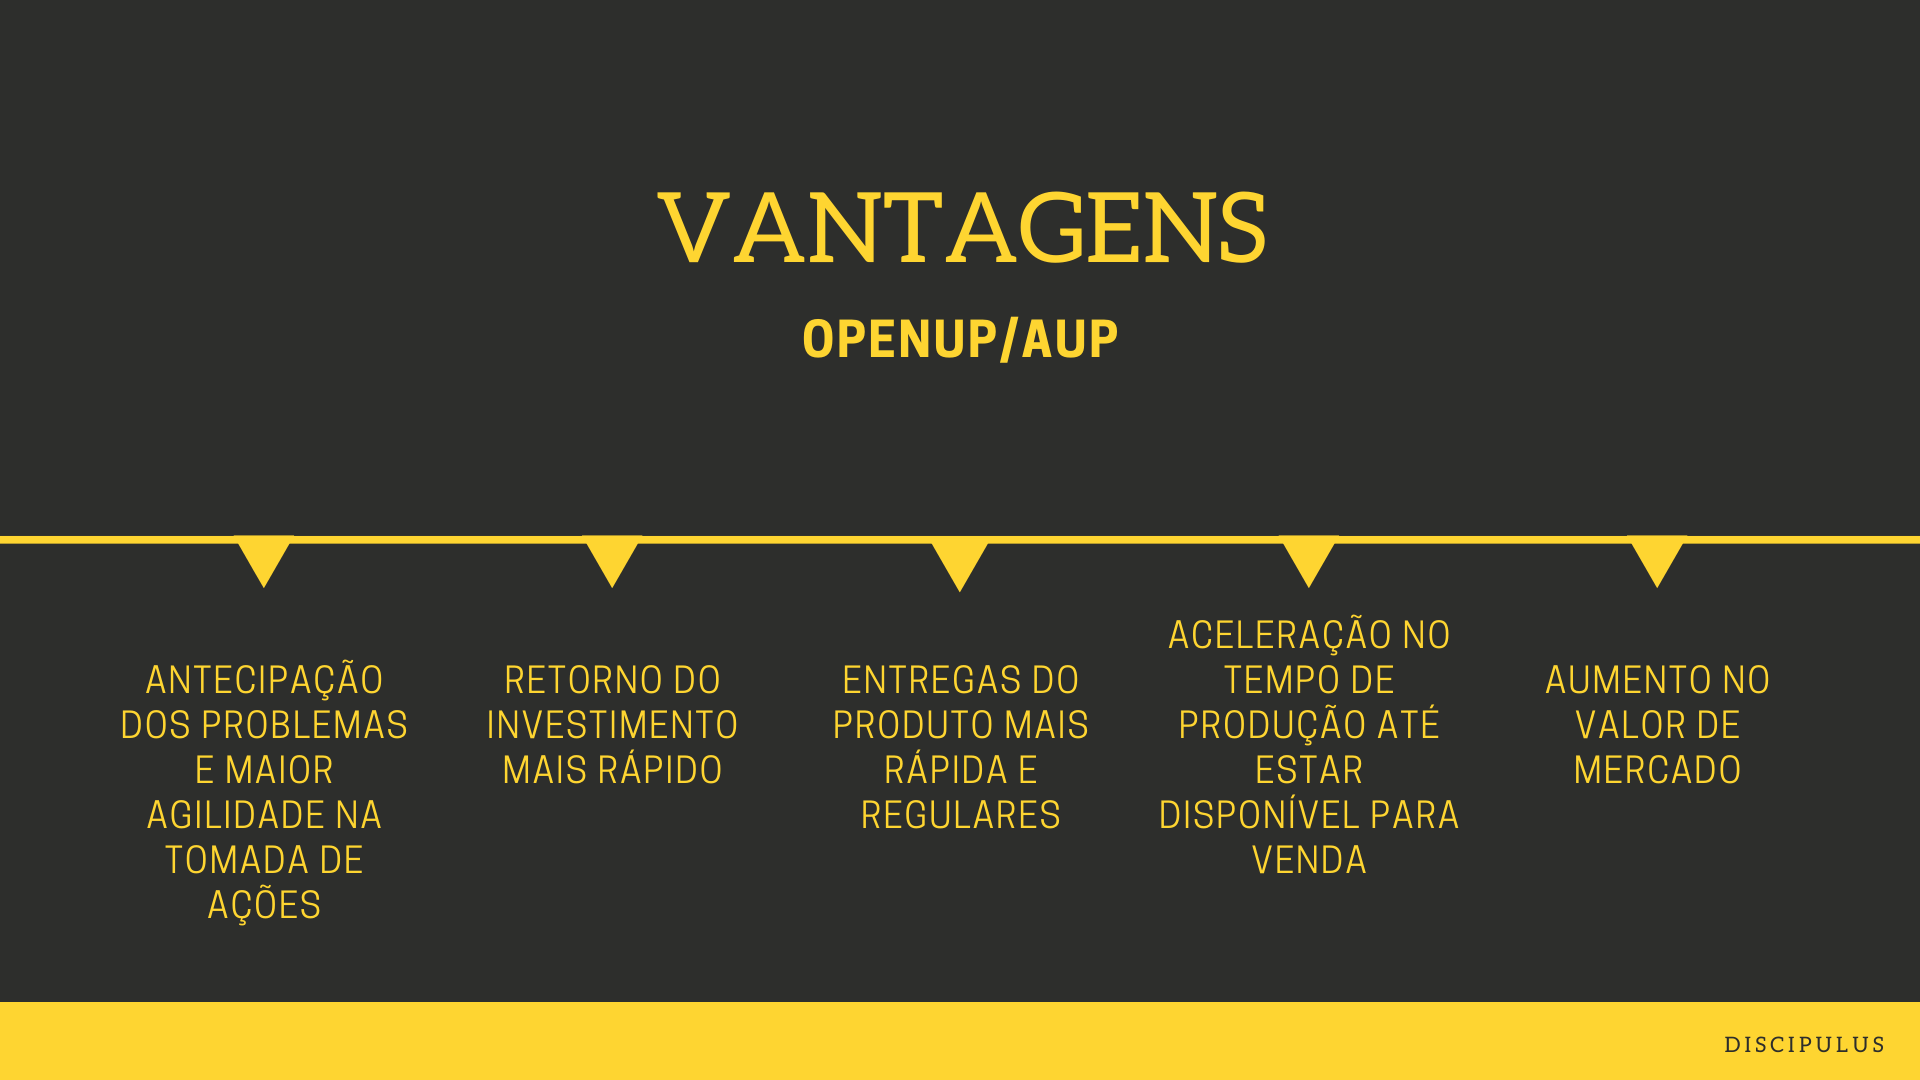 VANTAGENS
OPENUP/AUP
ANTECIPAÇÃO
DOS PROBLEMAS
E MAIOR
AGILIDADE NA
TOMADA DE
AÇÕES
RETORNO DO
INVESTIMENTO
MAIS RÁPIDO
ENTREGAS DO
PRODUTO MAIS
RÁPIDA E
REGULARES
ACELERAÇÃO NO
TEMPO DE
PRODUÇÃO ATÉ
ESTAR
DISPONÍVEL PARA
VENDA
AUMENTO NO
VALOR DE
MERCADO
DISCIPULUS